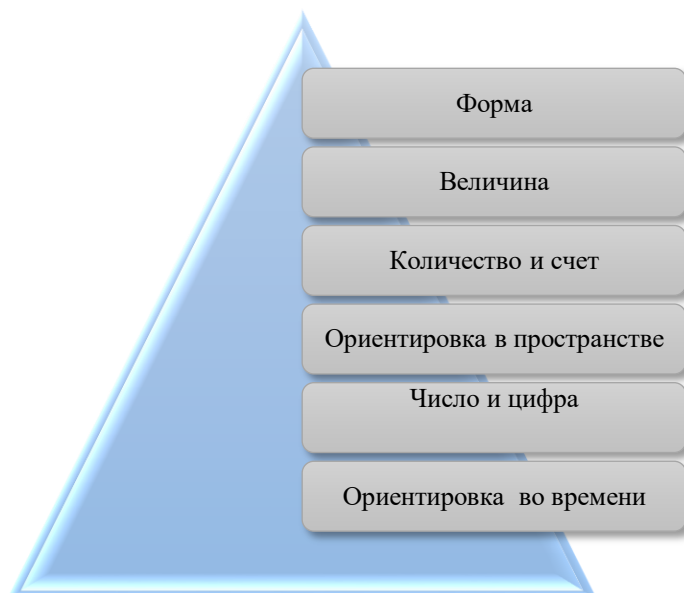 Форма
Величина
Количество и счет
Ориентировка в пространстве
Число и цифра
Ориентировка во времени